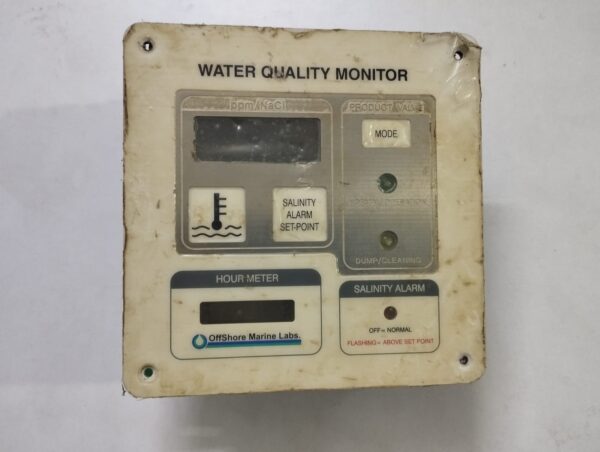 WATER QUALITY MONITOR
ppm/NaCl
PRODUCT VALVE
MODE
SALINITY
ALARM
SET-POINT
DUMP/CLEANING
HOUR METER
OffShore Marine Labs.
SALINITY ALARM
OFF= NORMAL
FLASHING= ABOVE SET POINT